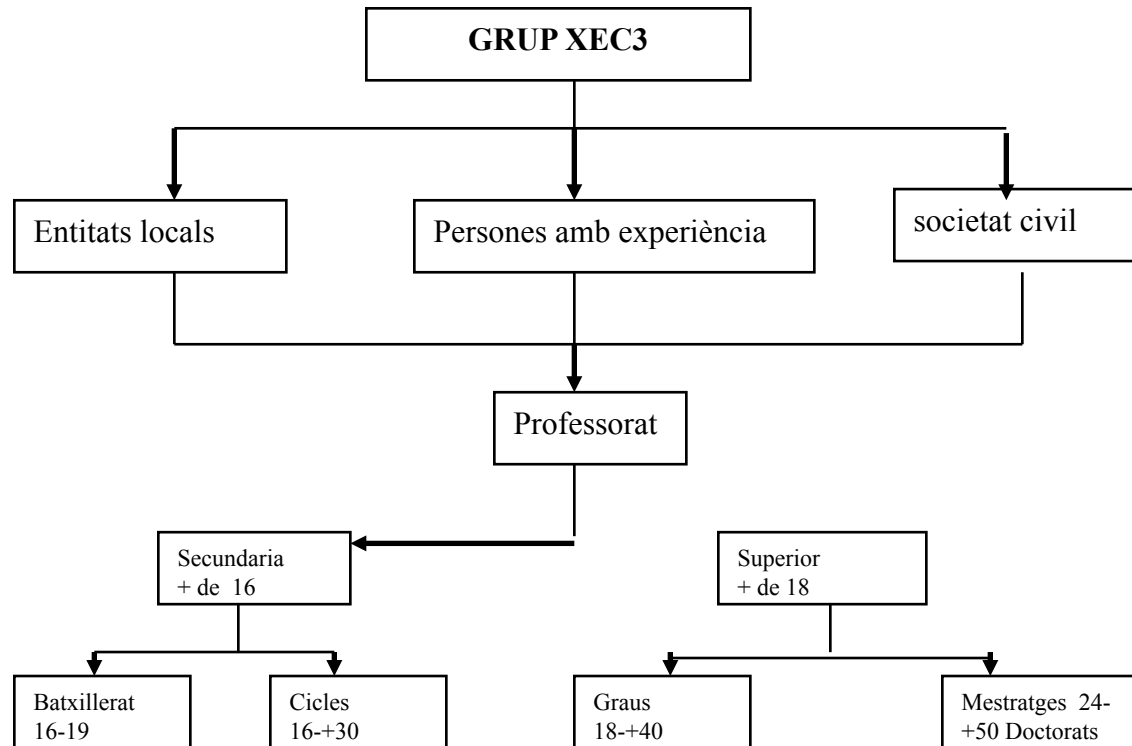 GRUP XEC3
Entitats locals
Persones amb experiència
societat civil
Professorat
Secundaria
+ de  16
Superior
+ de 18
Batxillerat
16-19
Cicles
16-+30
Graus
18-+40
Mestratges  24-
+50 Doctorats